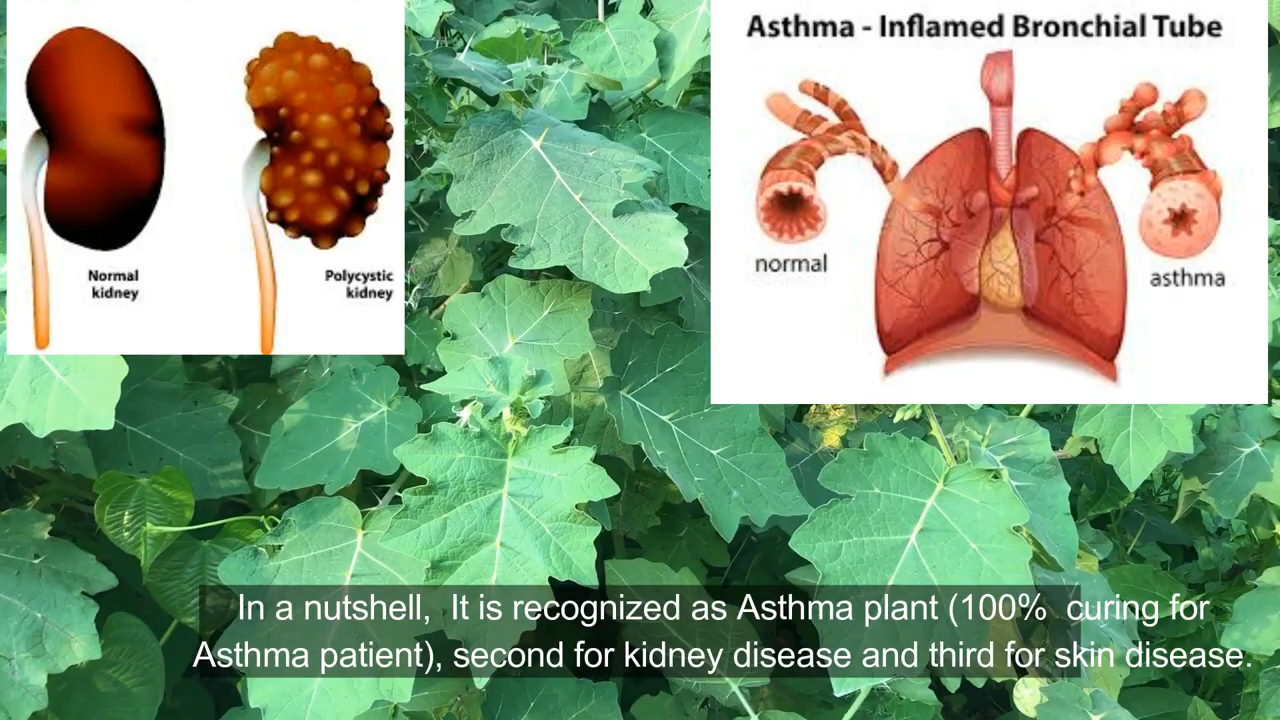 Asthma - Inflamed Bronchial Tube
Normal
kidney
Polycystic
kidney
normal
asthma
In a nutshell,  It is recognized as Asthma plant (100%  curing for
Asthma patient), second for kidney disease and third for skin disease.